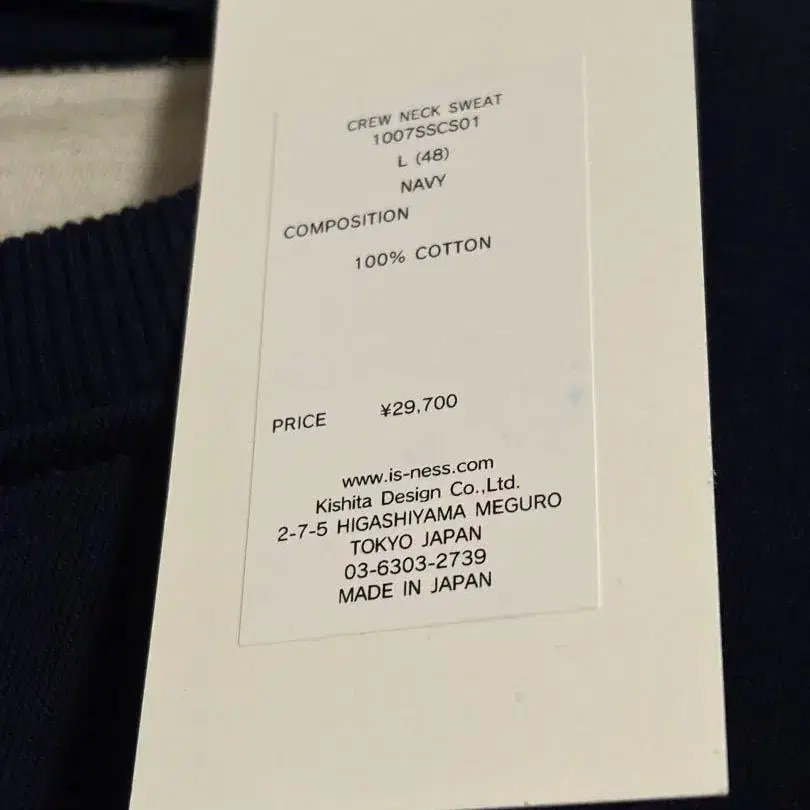 CREW NECK SWEAT
1007SSCS01
L (48)
NAVY
COMPOSITION
100% COTTON
PRICE ¥29,700
www.is-ness.com
Kishita Design Co.,Ltd.
2-7-5 HIGASHIYAMA MEGURO
TOKYO JAPAN
03-6303-2739
MADE IN JAPAN